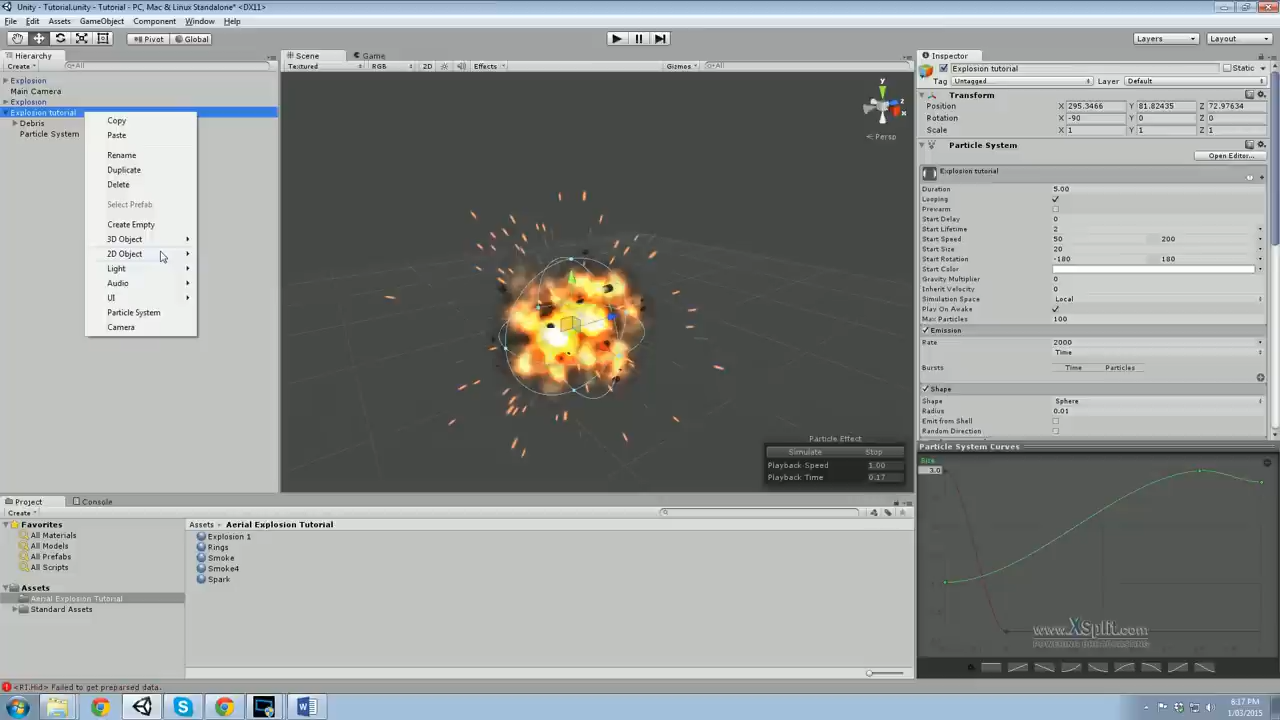 Unity - Tutorial.unity - Tutorial - PC, Mac & Linux Standalone* <DX11>
File Edit Assets GameObject Component Window Help
Pivot Global Layers Layout
Hierarchy
Create All
Explosion
Main Camera
Explosion
Explosion tutorial
Debris
Particle System
Copy
Paste
Rename
Duplicate
Delete
Select Prefab
Create Empty
3D Object
2D Object
Light
Audio
UI
Particle System
Camera
Scene Game
Textured RGB 2D Effects Gizmos All
y
z
x
Persp
Particle Effect
Simulate Stop
Playback Speed 1.00
Playback Time 0.17
Inspector
Explosion tutorial Static
Tag Untagged Layer Default
Transform
Position X 295.3466 Y 81.62435 Z 72.97634
Rotation X -90 Y 0 Z 0
Scale X 1 Y 1 Z 1
Particle System
Open Editor...
Explosion tutorial
Duration 5.00
Looping
Prewarm
Start Delay 0
Start Lifetime 2
Start Speed 50 200
Start Size 20
Start Rotation -180 180
Start Color
Gravity Multiplier 0
Inherit Velocity 0
Simulation Space Local
Play On Awake
Max Particles 100
Emission
Rate 2000
Time
Bursts Time Particles
Shape
Shape Sphere
Radius 0.01
Emit from Shell
Random Direction
Particle System Curves
Size
3.0
www.XSplit.com
Project Console
Create
Favorites
All Materials
All Models
All Prefabs
All Scripts
Assets
Aerial Explosion Tutorial
Standard Assets
Assets Aerial Explosion Tutorial
Explosion 1
Rings
Smoke
Smoke4
Spark
<RI.Hid> Failed to get preparsed data.
6:17 PM
1/03/2015